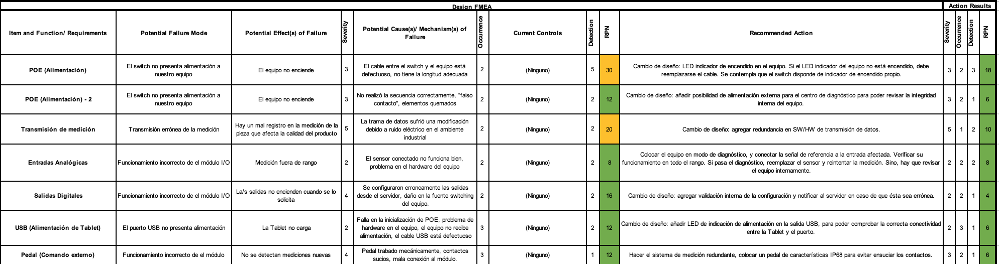 Design FMEA
Action Results
Item and Function/ Requirements
Potential Failure Mode
Potential Effect(s) of Failure
Severity
Potential Cause(s)/ Mechanism(s) of
Failure
Occurrence
Current Controls
Detection
RPN
Recommended Action
Severity
Occurrence
Detection
RPN
POE (Alimentación)
El switch no presenta alimentación a
nuestro equipo
El equipo no enciende
3
El cable entre el switch y el equipo está
defectuoso, no tiene la longitud adecuada
2
(Ninguno)
5
30
Cambio de diseño: LED indicador de encendido en el equipo. Si el LED indicador del equipo no está encendido, debe
reemplazarse el cable. Se contempla que el switch disponde de indicador de encendido propio.
3
2
3
18
POE (Alimentación) - 2
El switch no presenta alimentación a
nuestro equipo
El equipo no enciende
3
No realizó la secuencia correctamente, "falso
contacto", elementos quemados
2
(Ninguno)
2
12
Cambio de diseño: añadir posibilidad de alimentación externa para el centro de diagnóstico para poder revisar la integridad
interna del equipo.
3
2
1
6
Transmisión de medición
Transmisión errónea de la medición
Hay un mal registro en la medición de la
pieza que afecta la calidad del producto
5
La trama de datos sufrió una modificación
debido a ruido eléctrico en el ambiente
industrial
2
(Ninguno)
2
20
Cambio de diseño: agregar redundancia en SW/HW de transmisión de datos.
5
1
2
10
Entradas Analógicas
Funcionamiento incorrecto de el módulo I/O
Medición fuera de rango
2
El sensor conectado no funciona bien,
problema en el hardware del equipo
2
(Ninguno)
2
8
Colocar el equipo en modo de diagnóstico, y conectar la señal de referencia a la entrada afectada. Verificar su
funcionamiento en todo el rango. Si pasa el diagnóstico, reemplazar el sensor y reintentar la medición. Sino, hay que revisar
el equipo internamente.
2
2
2
8
Salidas Digitales
Funcionamiento incorrecto de el módulo I/O
La/s salidas no encienden cuando se lo
solicita
4
Se configuraron erroneamente las salidas
desde el servidor, daño en la fuente switching
del equipo.
2
(Ninguno)
2
16
Cambio de diseño: agregar validación interna de la configuración y notificar al servidor en caso de que ésta sea errónea.
2
2
1
4
USB (Alimentación de Tablet)
El puerto USB no presenta alimentación
La Tablet no carga
2
Falla en la inicialización de POE, problema de
hardware en el equipo, el equipo no recibe
alimentación, el cable USB está defectuoso
3
(Ninguno)
2
12
Cambio de diseño: añadir LED de indicación de alimentación en la salida USB, para poder comprobar la correcta conectividad
entre la Tablet y el puerto.
2
3
1
6
Pedal (Comando externo)
Funcionamiento incorrecto de el módulo
No se detectan mediciones nuevas
4
Pedal trabado mecánicamente, contactos
sucios, mala conexión al módulo.
3
(Ninguno)
1
12
Hacer el sistema de medición redundante, colocar un pedal de características IP68 para evitar ensuciar los contactos.
3
2
1
6